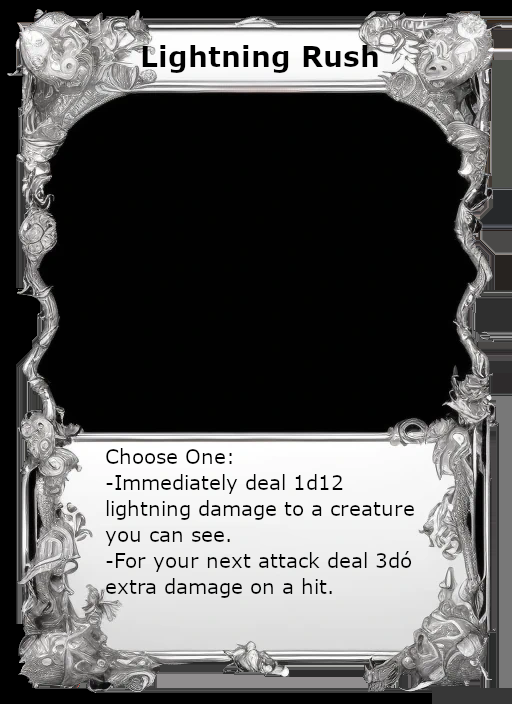 Lightning Rush
Choose One:
-Immediately deal 1d12
lightning damage to a creature
you can see.
-For your next attack deal 3dó
extra damage on a hit.